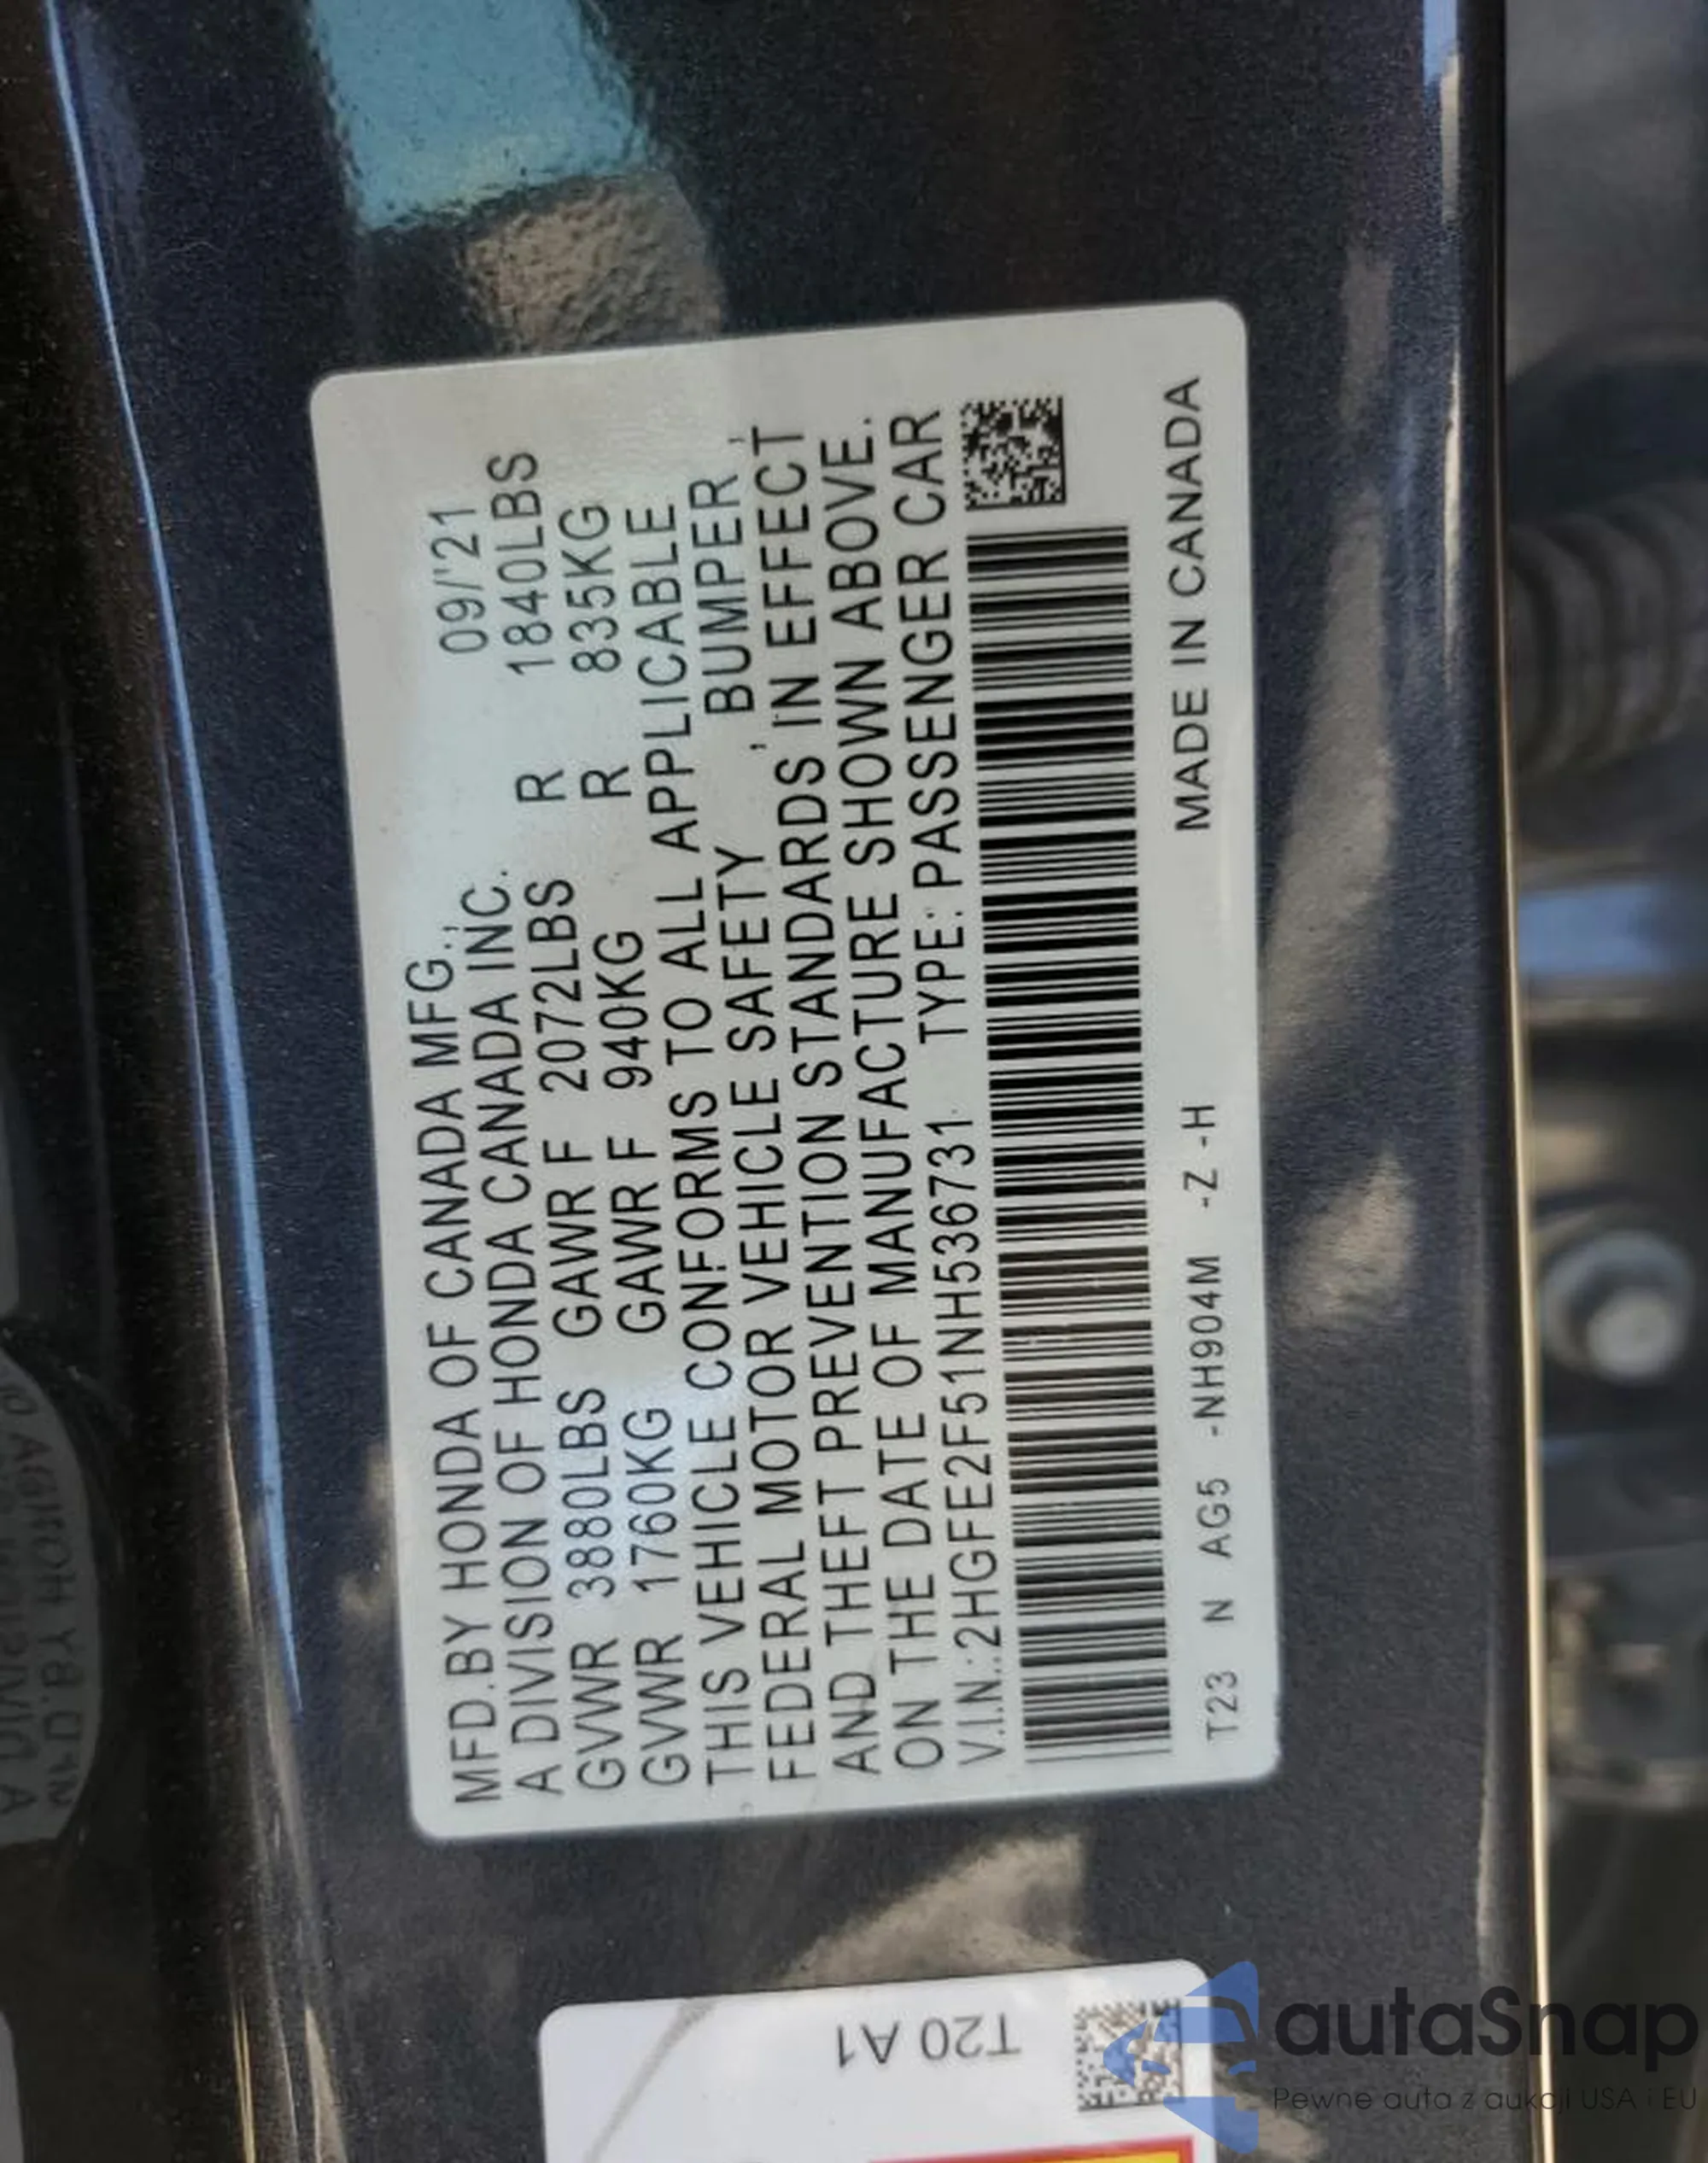 MFD.BY HONDA OF CANADA MFG.,
09/'21
A DIVISION OF HONDA CANADA INC.
GVWR 3880LBS GAWR F 2072LBS R 1840LBS
GVWR 1760KG GAWR F 940KG R 835KG
THIS VEHICLE CONFORMS TO ALL APPLICABLE
FEDERAL MOTOR VEHICLE SAFETY , BUMPER ,
AND THEFT PREVENTION STANDARDS IN EFFECT
ON THE DATE OF MANUFACTURE SHOWN ABOVE.
V.I.N.:2HGFE2F51NH536731 TYPE: PASSENGER CAR
T23 N AG5 -NH904M -Z -H MADE IN CANADA
T20 A1
autaSnap
Pewne auta z aukcji USA i EU